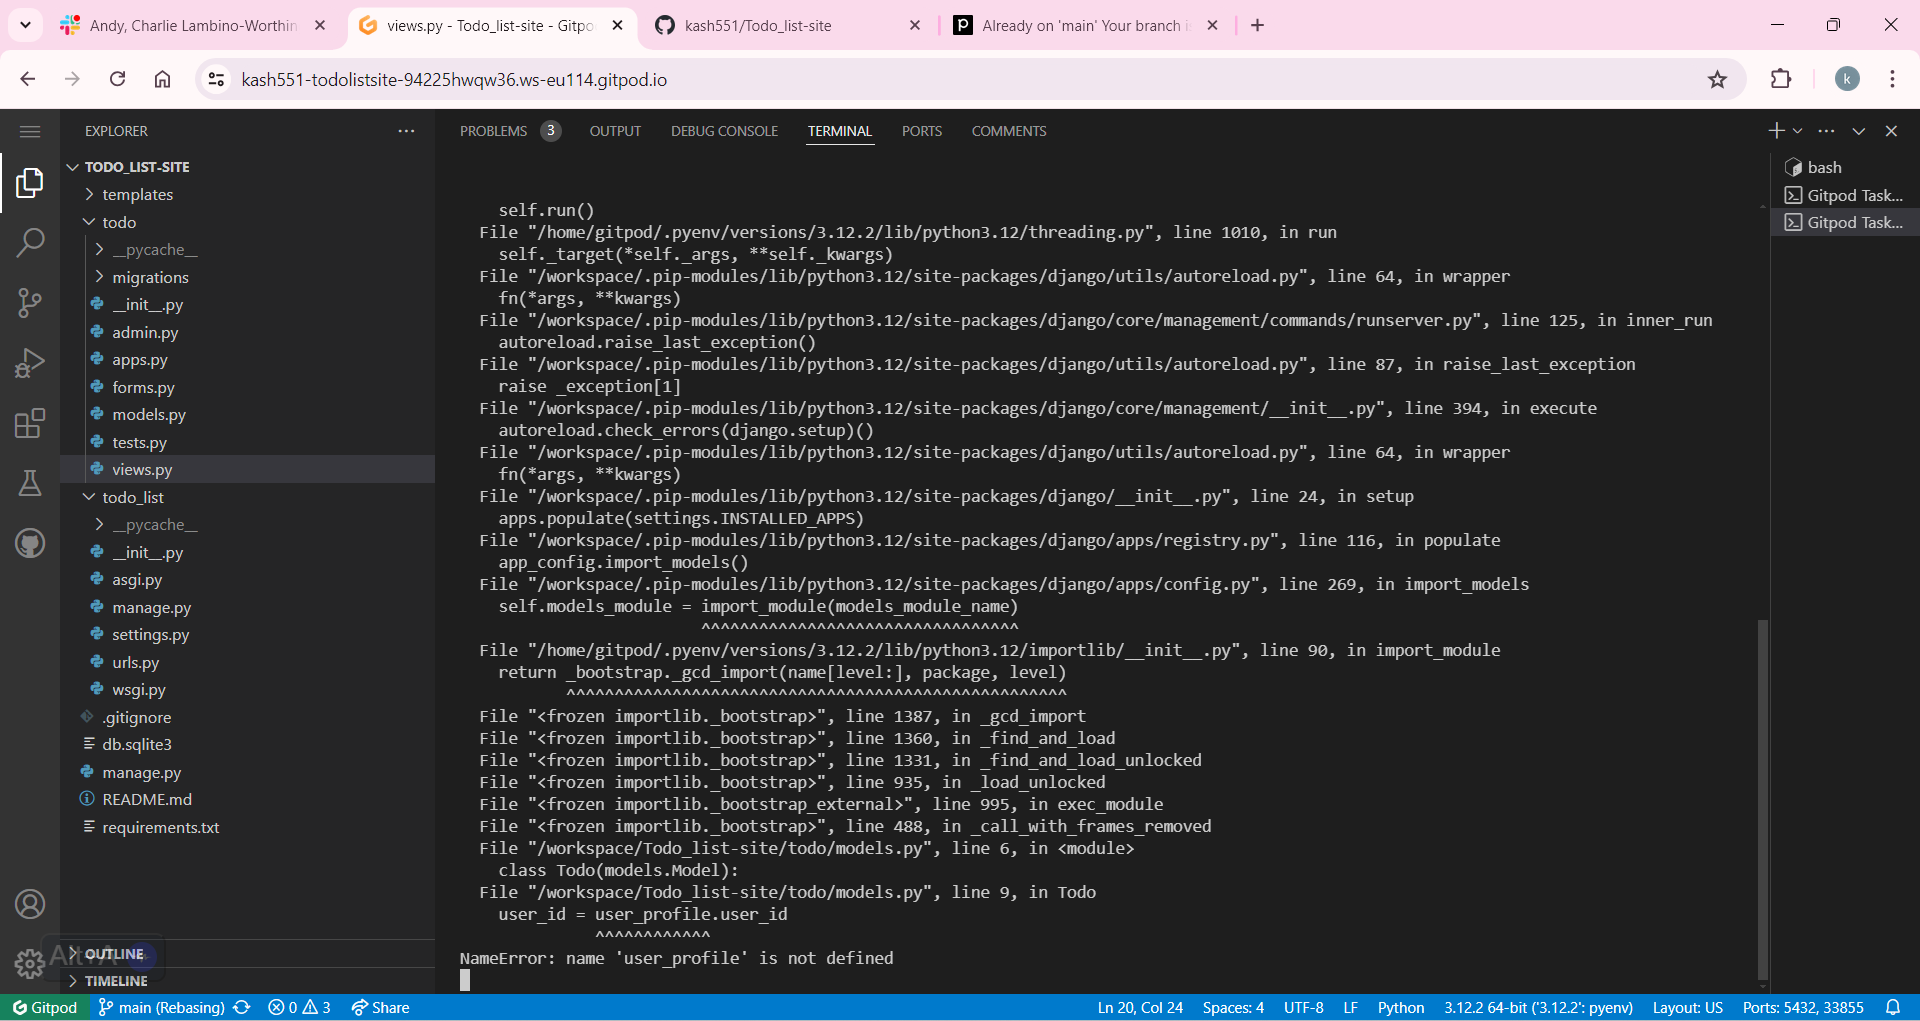 Andy, Charlie Lambino-Worthin
views.py - Todo_list-site - Gitpo
kash551/Todo_list-site
Already on 'main' Your branch i
kash551-todolistsite-94225hwqw36.ws-eu114.gitpod.io
k
EXPLORER
PROBLEMS 3 OUTPUT DEBUG CONSOLE TERMINAL PORTS COMMENTS
TODO_LIST-SITE
templates
todo
__pycache__
migrations
__init__.py
admin.py
apps.py
forms.py
models.py
tests.py
views.py
todo_list
__pycache__
__init__.py
asgi.py
manage.py
settings.py
urls.py
wsgi.py
.gitignore
db.sqlite3
manage.py
README.md
requirements.txt
OUTLINE
TIMELINE
self.run()
File "/home/gitpod/.pyenv/versions/3.12.2/lib/python3.12/threading.py", line 1010, in run
self._target(*self._args, **self._kwargs)
File "/workspace/.pip-modules/lib/python3.12/site-packages/django/utils/autoreload.py", line 64, in wrapper
fn(*args, **kwargs)
File "/workspace/.pip-modules/lib/python3.12/site-packages/django/core/management/commands/runserver.py", line 125, in inner_run
autoreload.raise_last_exception()
File "/workspace/.pip-modules/lib/python3.12/site-packages/django/utils/autoreload.py", line 87, in raise_last_exception
raise _exception[1]
File "/workspace/.pip-modules/lib/python3.12/site-packages/django/core/management/__init__.py", line 394, in execute
autoreload.check_errors(django.setup)()
File "/workspace/.pip-modules/lib/python3.12/site-packages/django/utils/autoreload.py", line 64, in wrapper
fn(*args, **kwargs)
File "/workspace/.pip-modules/lib/python3.12/site-packages/django/__init__.py", line 24, in setup
apps.populate(settings.INSTALLED_APPS)
File "/workspace/.pip-modules/lib/python3.12/site-packages/django/apps/registry.py", line 116, in populate
app_config.import_models()
File "/workspace/.pip-modules/lib/python3.12/site-packages/django/apps/config.py", line 269, in import_models
self.models_module = import_module(models_module_name)
^^^^^^^^^^^^^^^^^^^^^^^^^^^^^^^^^
File "/home/gitpod/.pyenv/versions/3.12.2/lib/python3.12/importlib/__init__.py", line 90, in import_module
return _bootstrap._gcd_import(name[level:], package, level)
^^^^^^^^^^^^^^^^^^^^^^^^^^^^^^^^^^^^^^^^^^^^^^^^^^^^
File "<frozen importlib._bootstrap>", line 1387, in _gcd_import
File "<frozen importlib._bootstrap>", line 1360, in _find_and_load
File "<frozen importlib._bootstrap>", line 1331, in _find_and_load_unlocked
File "<frozen importlib._bootstrap>", line 935, in _load_unlocked
File "<frozen importlib._bootstrap_external>", line 995, in exec_module
File "<frozen importlib._bootstrap>", line 488, in _call_with_frames_removed
File "/workspace/Todo_list-site/todo/models.py", line 6, in <module>
class Todo(models.Model):
File "/workspace/Todo_list-site/todo/models.py", line 9, in Todo
user_id = user_profile.user_id
^^^^^^^^^^^^
NameError: name 'user_profile' is not defined
bash
Gitpod Task...
Gitpod Task...
Gitpod main (Rebasing) 0 3 Share Ln 20, Col 24 Spaces: 4 UTF-8 LF Python 3.12.2 64-bit ('3.12.2': pyenv) Layout: US Ports: 5432, 33855